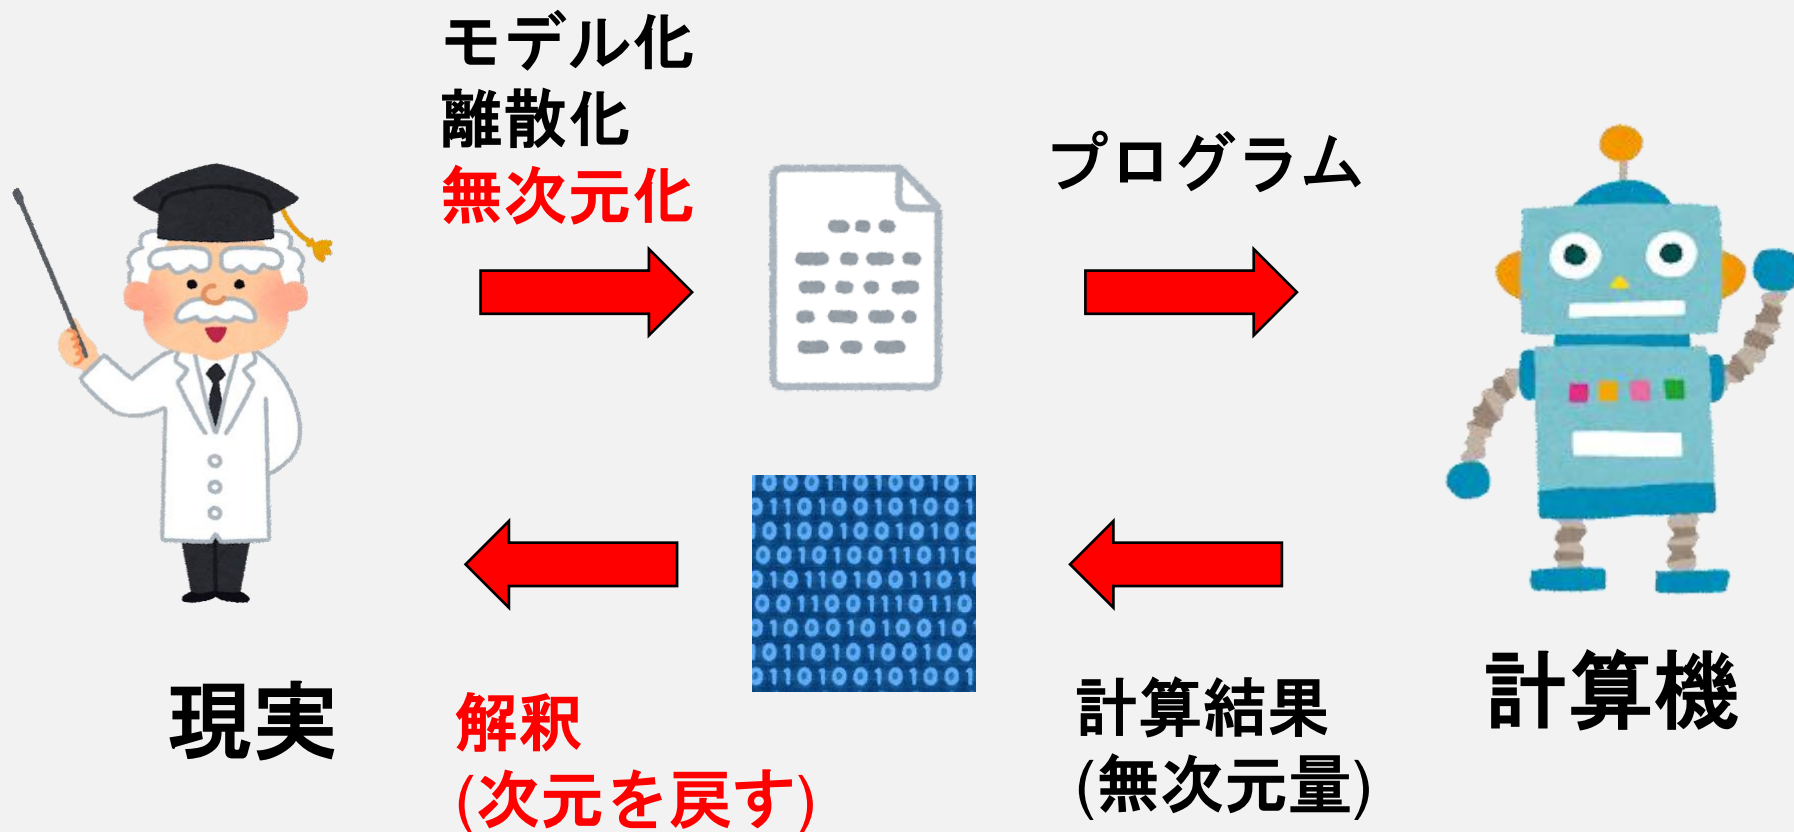 モデル化
離散化
無次元化
プログラム
現実
解釈
(次元を戻す)
計算結果
(無次元量)
計算機